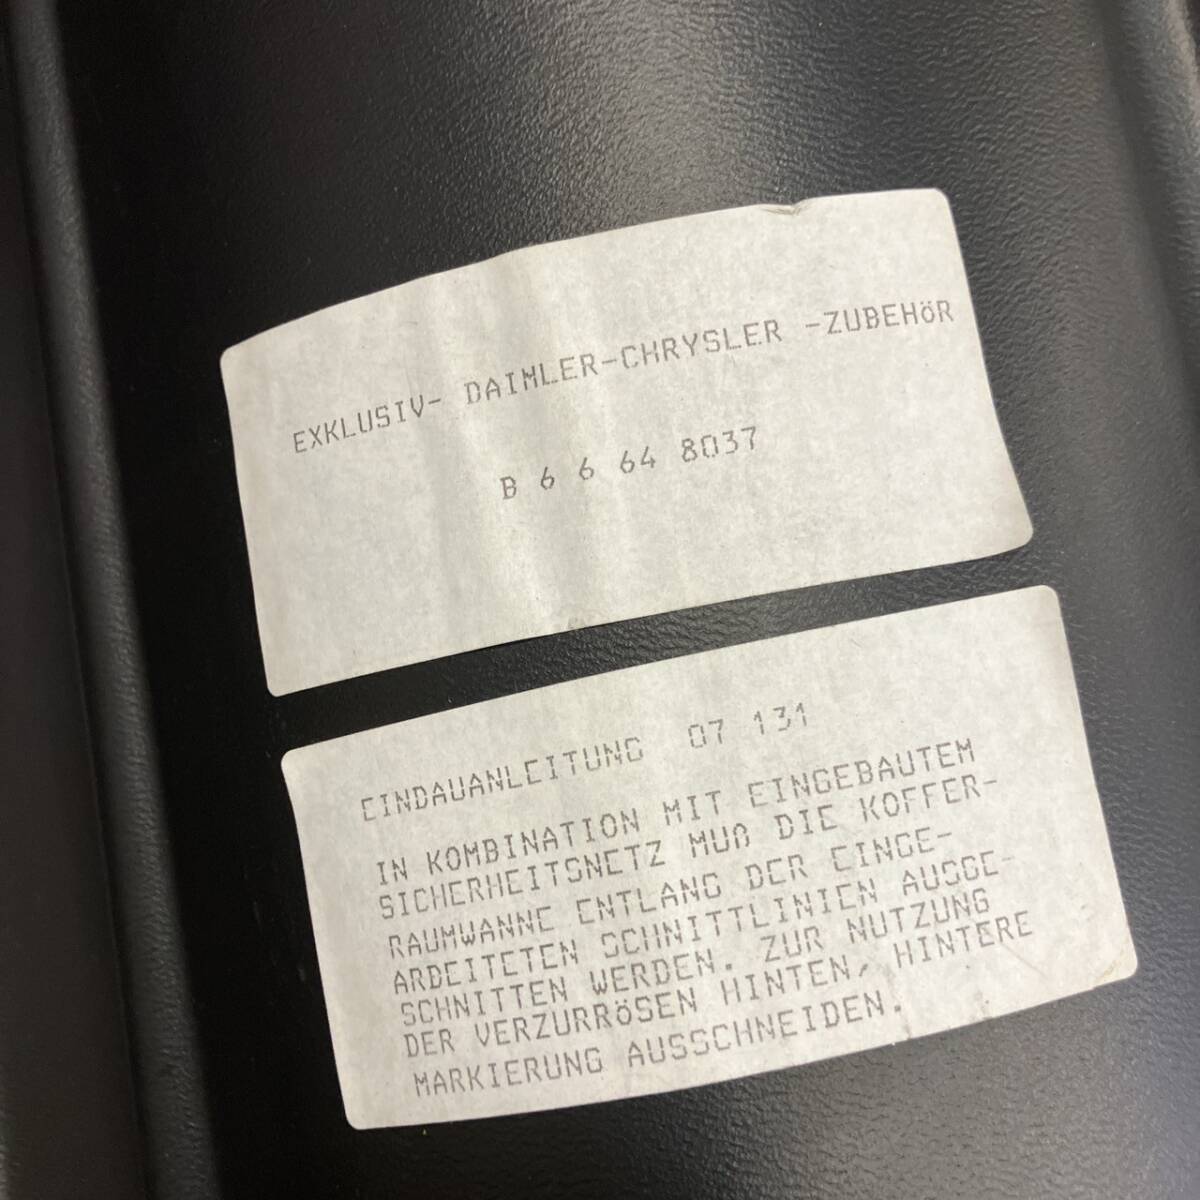 EXKLUSIV- DAIMLER-CHRYSLER -ZUBEHöR
B 6 6 64 8037
EINBAUANLEITUNG 07 131
IN KOMBINATION MIT EINGEBAUTEM
SICHERHEITSNETZ MUß DIE KOFFER-
RAUMWANNE ENTLANG DER EINGE-
ARBEITETEN SCHNITTLINIEN AUSGE-
SCHNITTEN WERDEN. ZUR NUTZUNG
DER VERZURRöSEN HINTEN, HINTERE
MARKIERUNG AUSSCHNEIDEN.